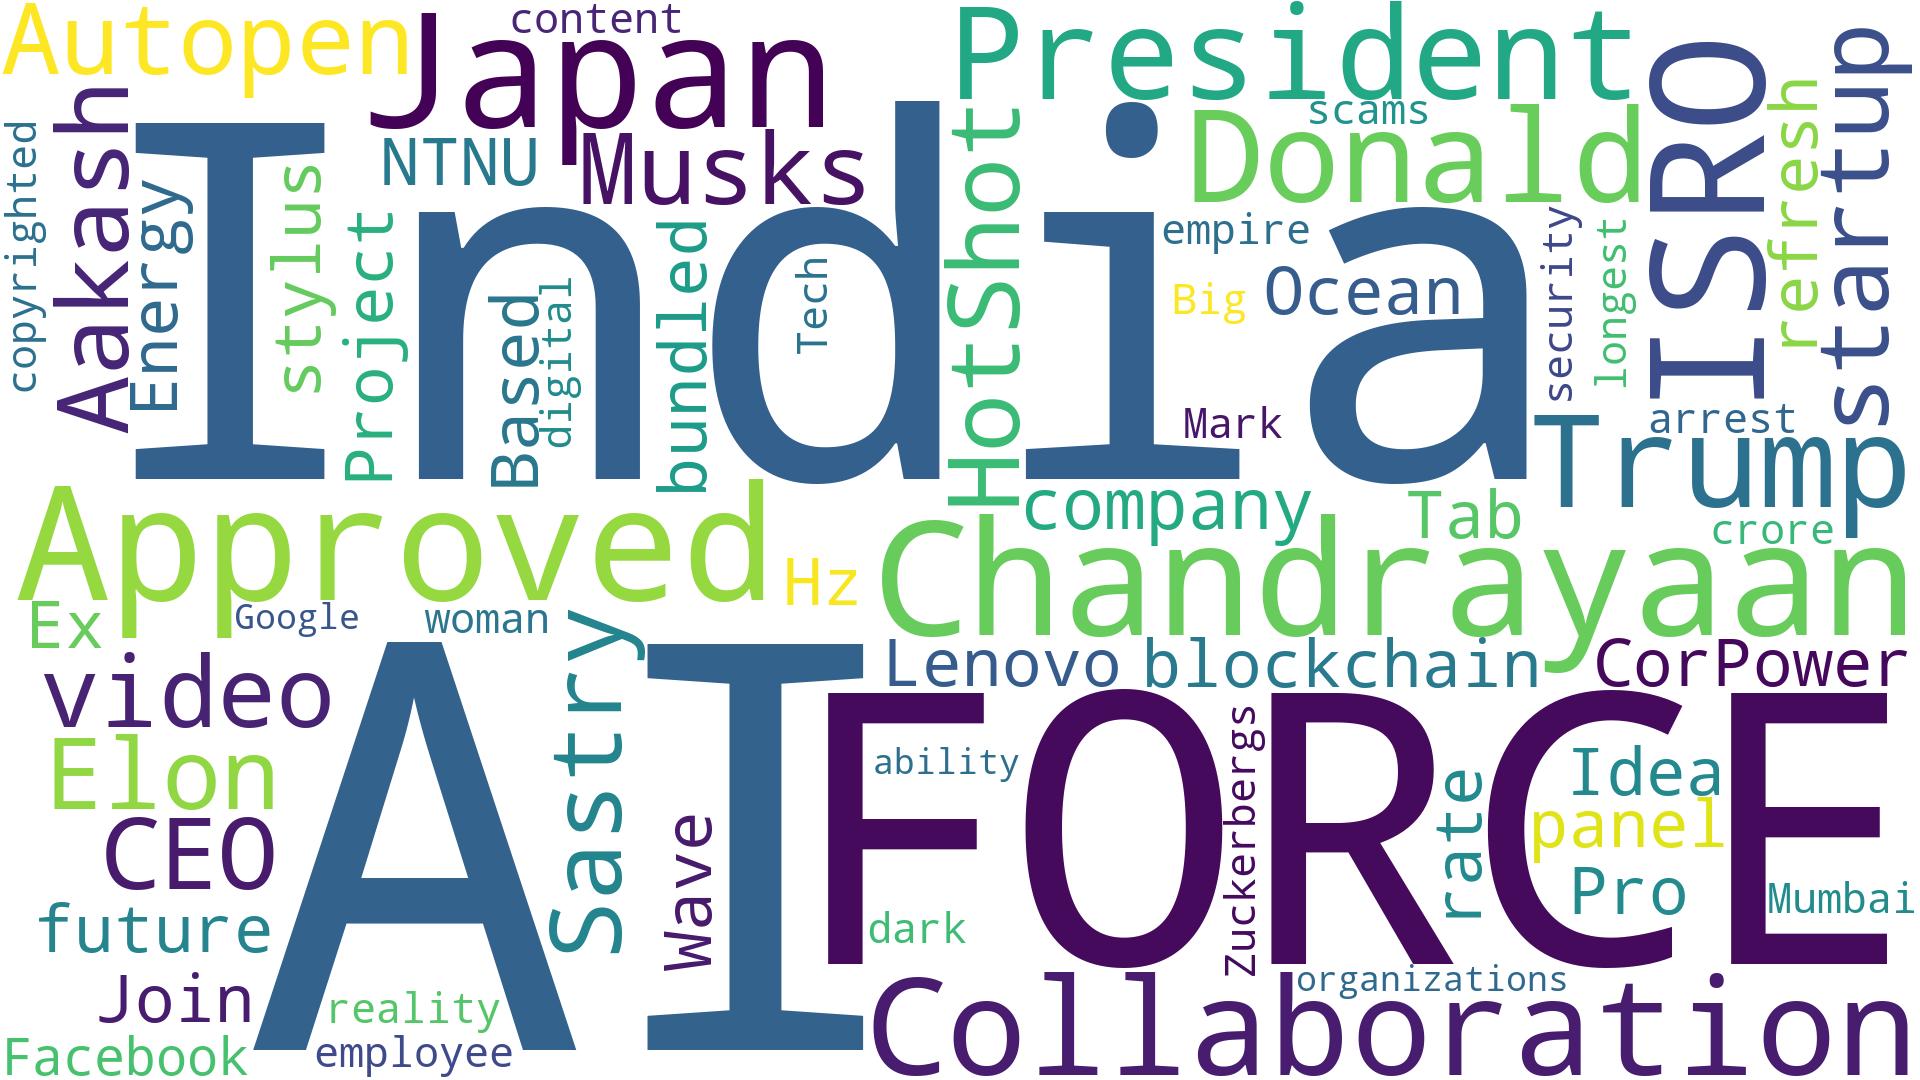 Autopen
content
Japan
President
scams
Donald
ISRO
refresh
startup
copyrighted
Aakash
Energy
stylus
Project
NTNU
Musks
India
Based
digital
bundled
Tech
HotShot
empire
Big
Ocean
Mark
security
longest
arrest
Trump
Approved
company
Tab
crore
Hz
Chandrayaan
Ex
Google
woman
Sastry
Lenovo
blockchain
CorPower
video
Elon
CEO
AI
FORCE
ability
Zuckerbergs
rate
Idea
panel
Pro
Mumbai
future
Wave
dark
Join
reality
organizations
Collaboration
Facebook
employee